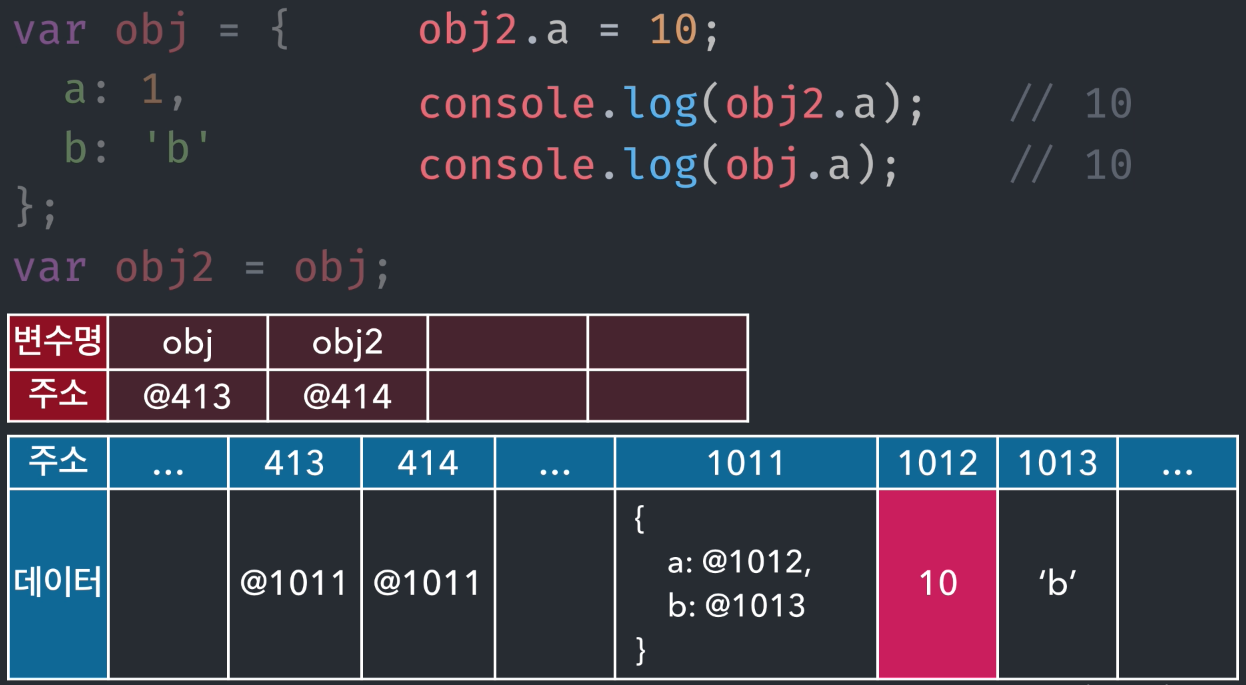 var obj = {
  a: 1,
  b: 'b'
};
var obj2 = obj;
obj2.a = 10;
console.log(obj2.a);    // 10
console.log(obj.a);     // 10
변수명 obj obj2
주소 @413 @414
주소 ... 413 414 ... 1011 1012 1013 ...
데이터 @1011 @1011 { a: @1012, b: @1013 } 10 ‘b’